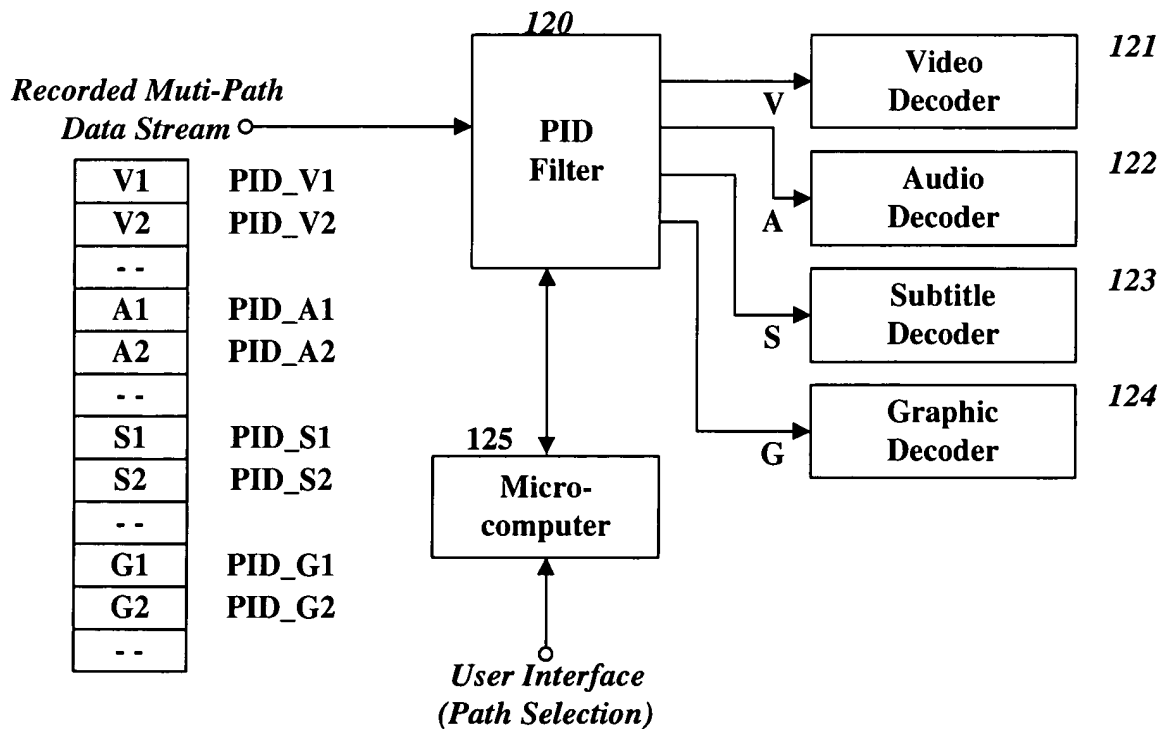 120
121
Recorded Muti-Path
Data Stream
PID
Filter
V
Video
Decoder
122
A
Audio
Decoder
123
S
Subtitle
Decoder
124
G
Graphic
Decoder
V1 PID_V1
V2 PID_V2
- -
A1 PID_A1
A2 PID_A2
- -
S1 PID_S1
S2 PID_S2
- -
G1 PID_G1
G2 PID_G2
- -
125
Micro-
computer
User Interface
(Path Selection)